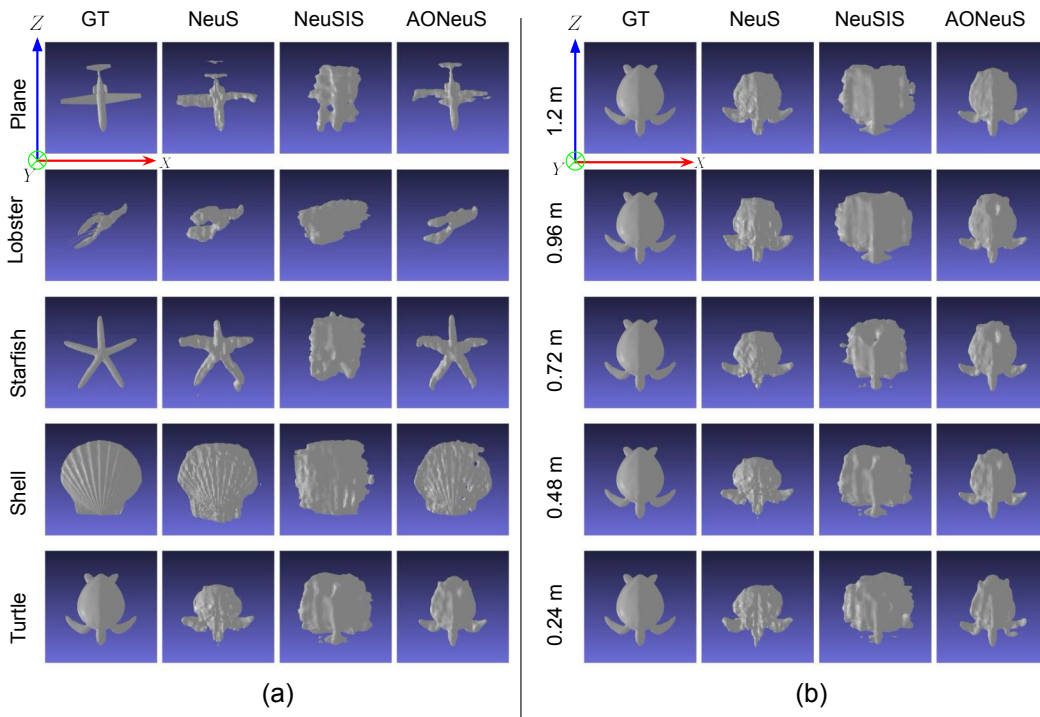 GT NeuS NeuSIS AONeuS
Z
Plane
Y X
Lobster
Starfish
Shell
Turtle
(a)
GT NeuS NeuSIS AONeuS
Z
1.2 m
Y X
0.96 m
0.72 m
0.48 m
0.24 m
(b)